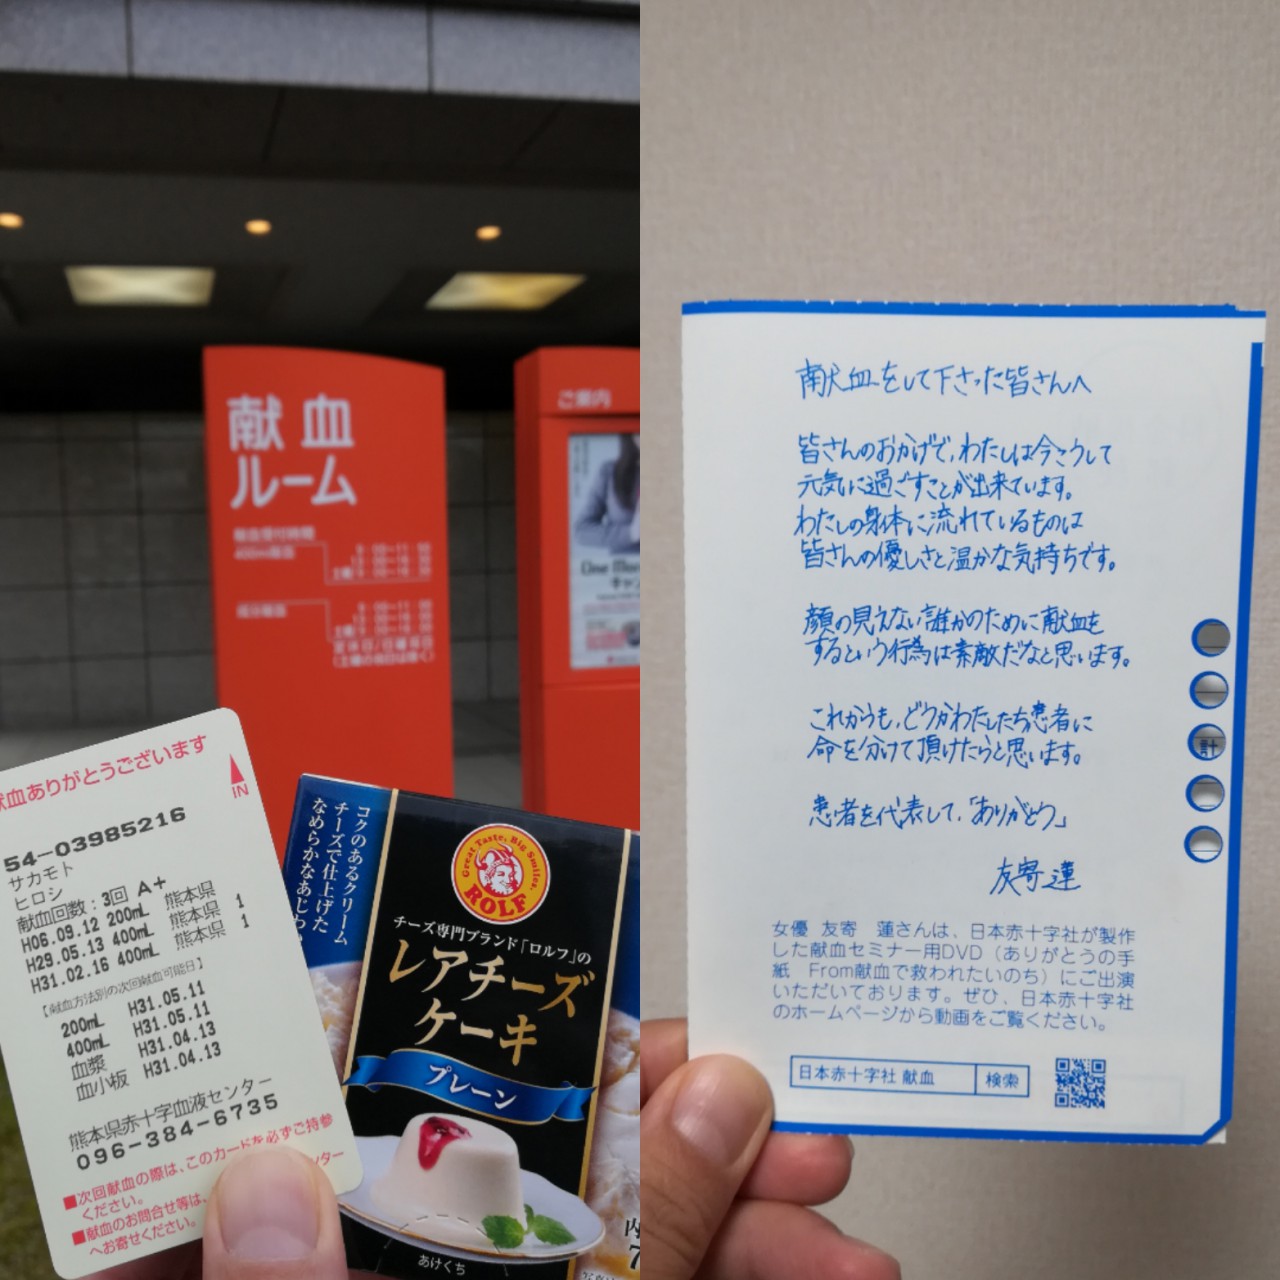 献血
ルーム
ご案内
献血ありがとうございます
IN
54-03985216
サカモト
ヒロシ
献血回数:3回 A+
H06.09.12 200mL 熊本県
H29.05.13 400mL 熊本県 1
H31.02.16 400mL 熊本県 1
【献血方法別の次回献血可能日】
200mL H31.05.11
400mL H31.05.11
血漿 H31.04.13
血小板 H31.04.13
熊本県赤十字血液センター
096-384-6735
■次回献血の際は、このカードを必ずご持参
ください。
■献血のお問合せ等は、
ンター
へお寄せください。
コクのあるクリーム
チーズで仕上げた
なめらかなあじわ
Great Taste, Big Smiles.
ROLF
チーズ専門ブランド「ロルフ」の
レアチーズ
ケーキ
プレーン
あけくち
内
7
献血をして下さった皆さんへ
皆さんのおかげで、わたしは今こうして
元気に過ごすことが出来ています。
わたしの身体に流れているものは
皆さんの優しさと温かな気持ちです。
顔の見えない誰かのために献血を
するという行為は素敵だなと思います。
これからも、どうかわたしたち患者に
命を分けて頂けたらと思います。
患者を代表して、「ありがとう」
友寄 蓮
女優 友寄 蓮さんは、日本赤十字社が製作
した献血セミナー用DVD(ありがとうの手
紙 From献血で救われたいのち)にご出演
いただいております。ぜひ、日本赤十字社
のホームページから動画をご覧ください。
日本赤十字社 献血 検索
計